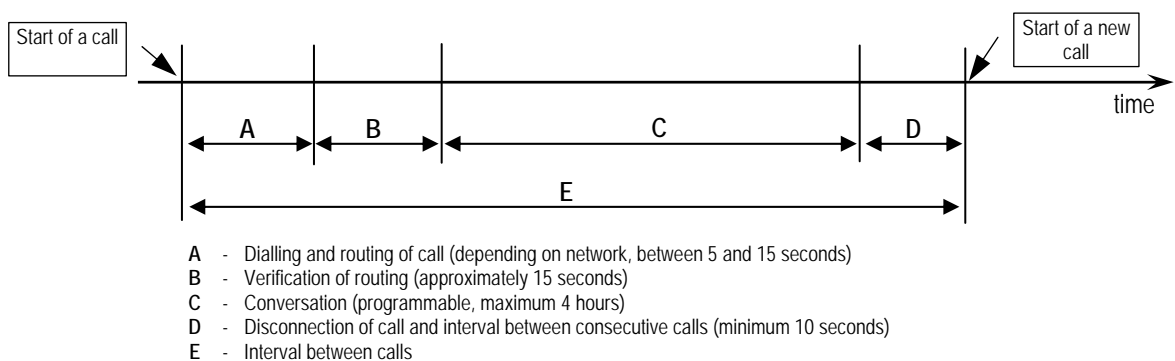 Start of a call
Start of a new
call
time
A
B
C
D
E
A - Dialling and routing of call (depending on network, between 5 and 15 seconds)
B - Verification of routing (approximately 15 seconds)
C - Conversation (programmable, maximum 4 hours)
D - Disconnection of call and interval between consecutive calls (minimum 10 seconds)
E - Interval between calls